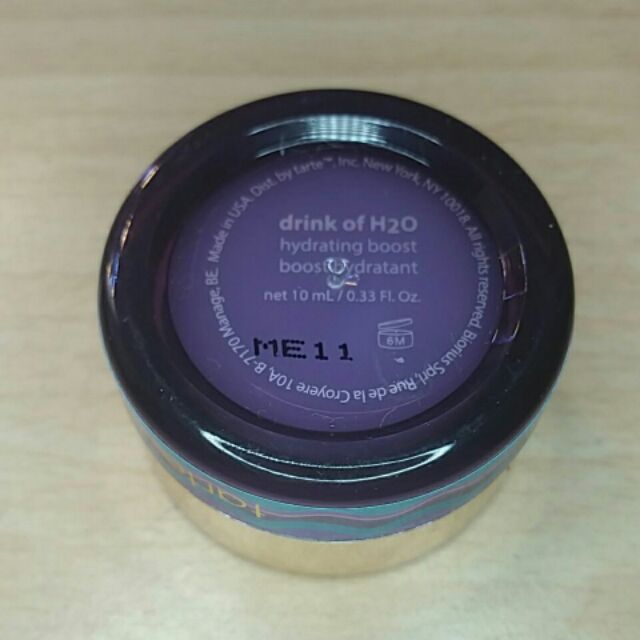 drink of H2O
hydrating boost
boost hydratant
net 10 mL / 0.33 Fl. Oz.
6M
ME11
Made in USA. Dist. by tarte™, Inc. New York, NY 10018. All rights reserved. Borlius Sprl, Rue de la Croyere 10A, B-7170 Manage, BE.
tarte